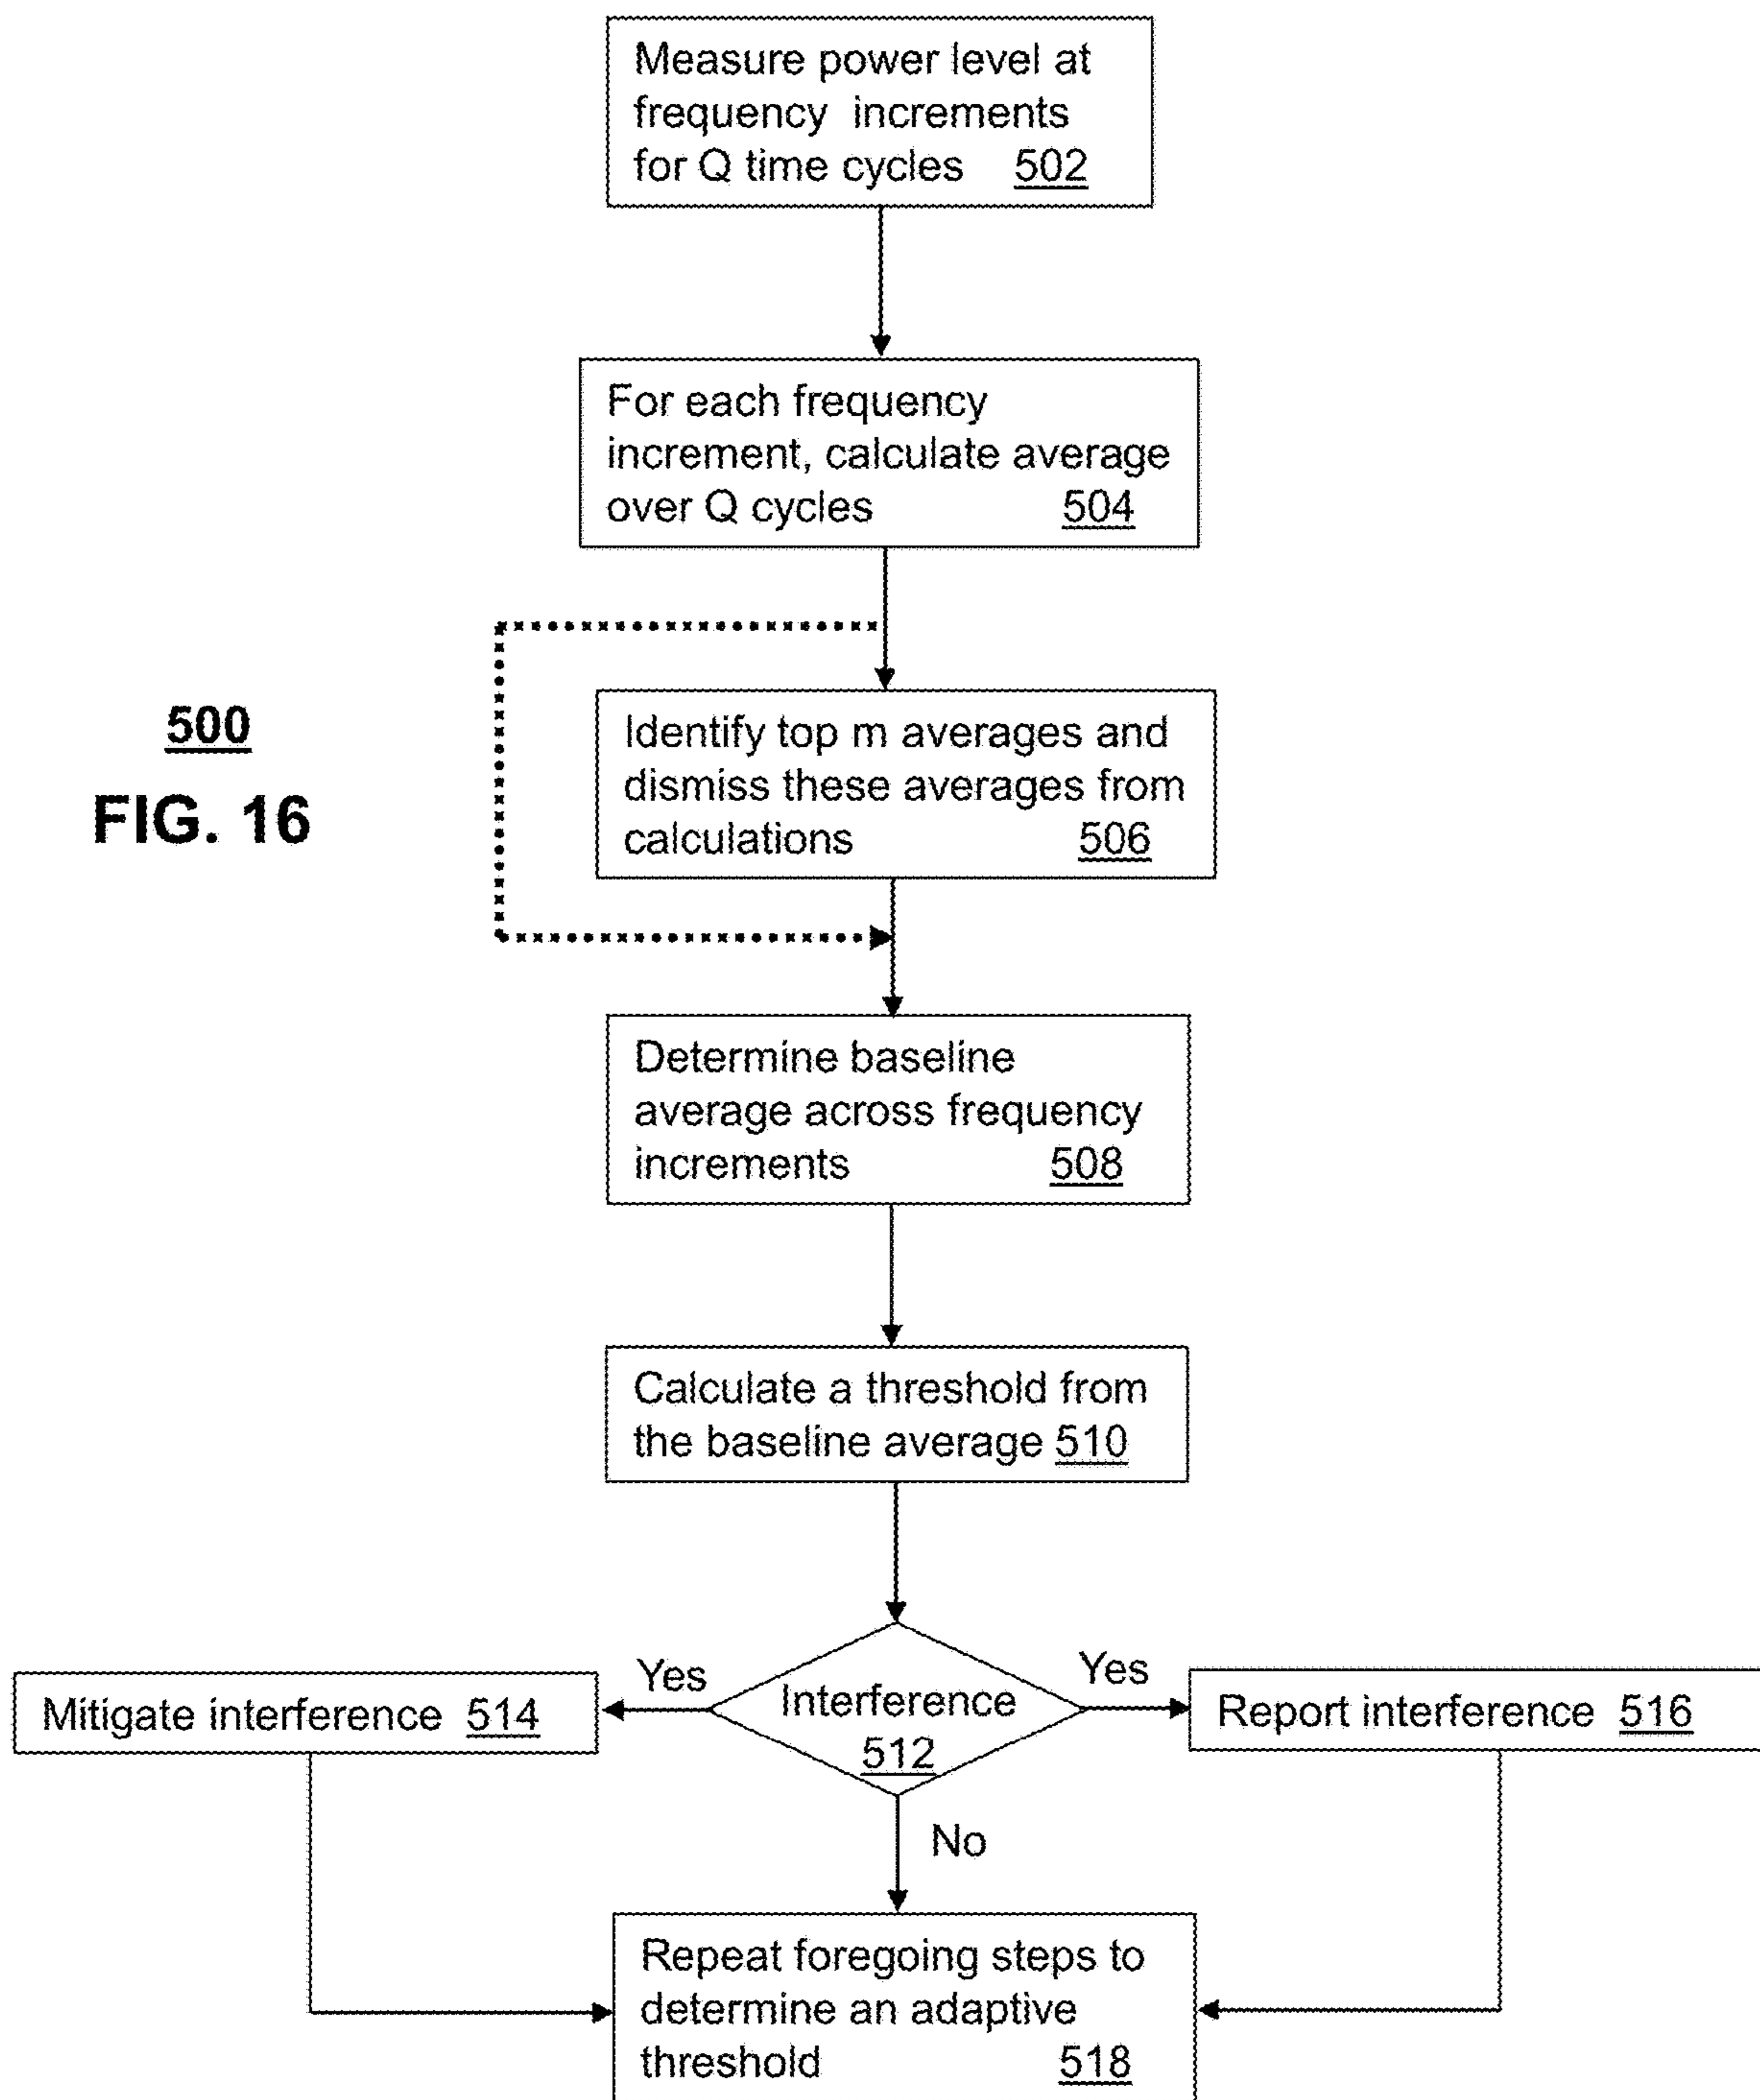 Measure power level at
frequency increments
for Q time cycles 502
For each frequency
increment, calculate average
over Q cycles 504
500
FIG. 16
Identify top m averages and
dismiss these averages from
calculations 506
Determine baseline
average across frequency
increments 508
Calculate a threshold from
the baseline average 510
Yes
Yes
Mitigate interference 514
Interference
512
Report interference 516
No
Repeat foregoing steps to
determine an adaptive
threshold 518